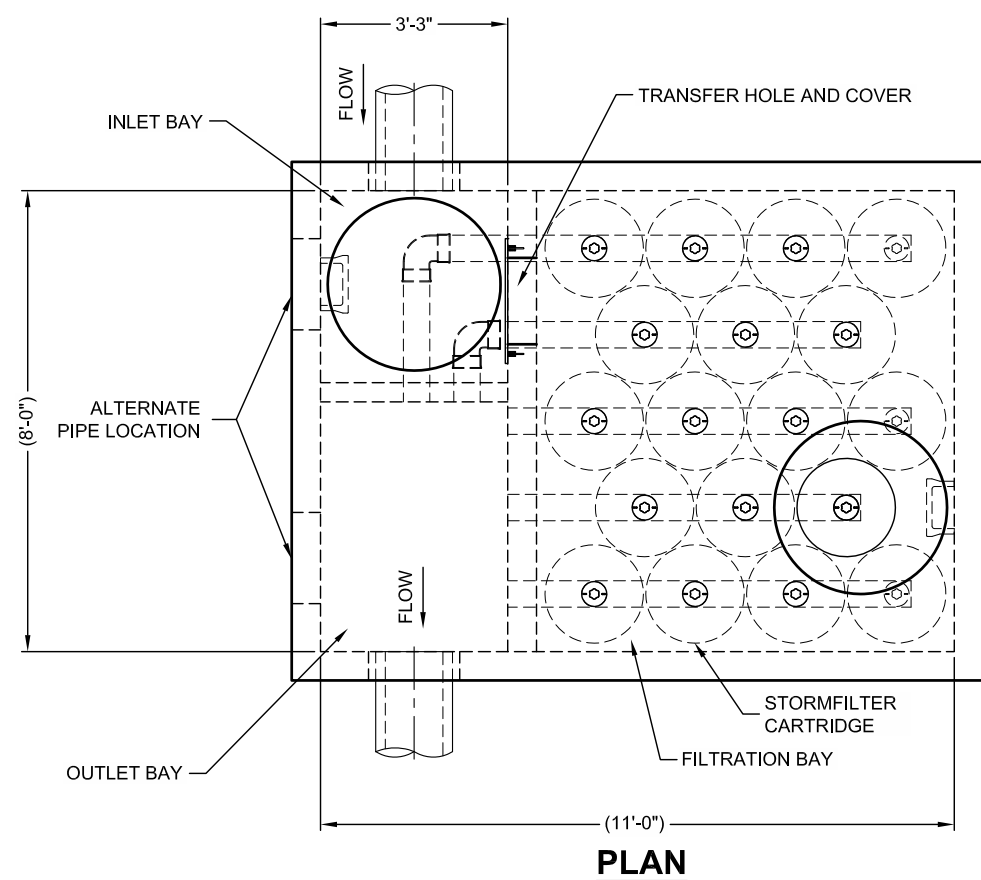 3'-3"
FLOW
TRANSFER HOLE AND COVER
INLET BAY
(8'-0")
ALTERNATE
PIPE LOCATION
FLOW
STORMFILTER
CARTRIDGE
FILTRATION BAY
OUTLET BAY
(11'-0")
PLAN